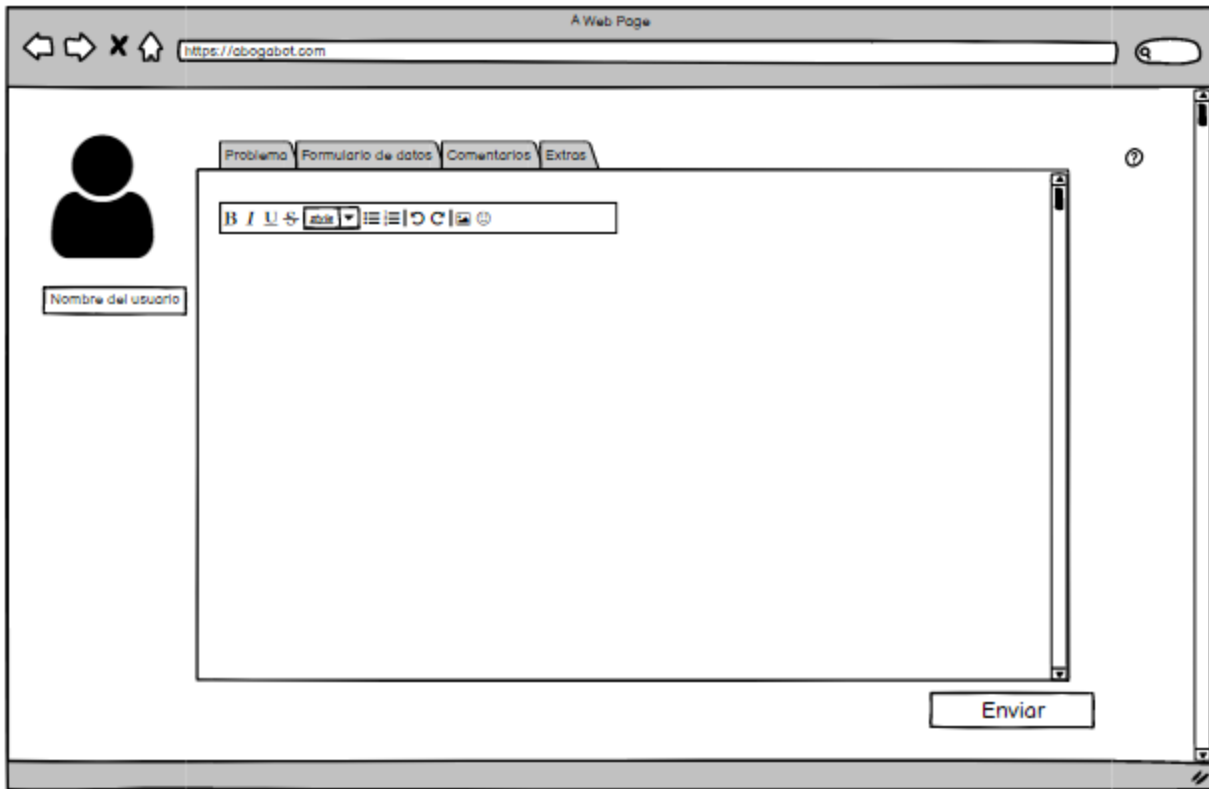 A Web Page
https://abogabot.com
Problema Formulario de datos Comentarios Extras
B I U S
Nombre del usuario
Enviar